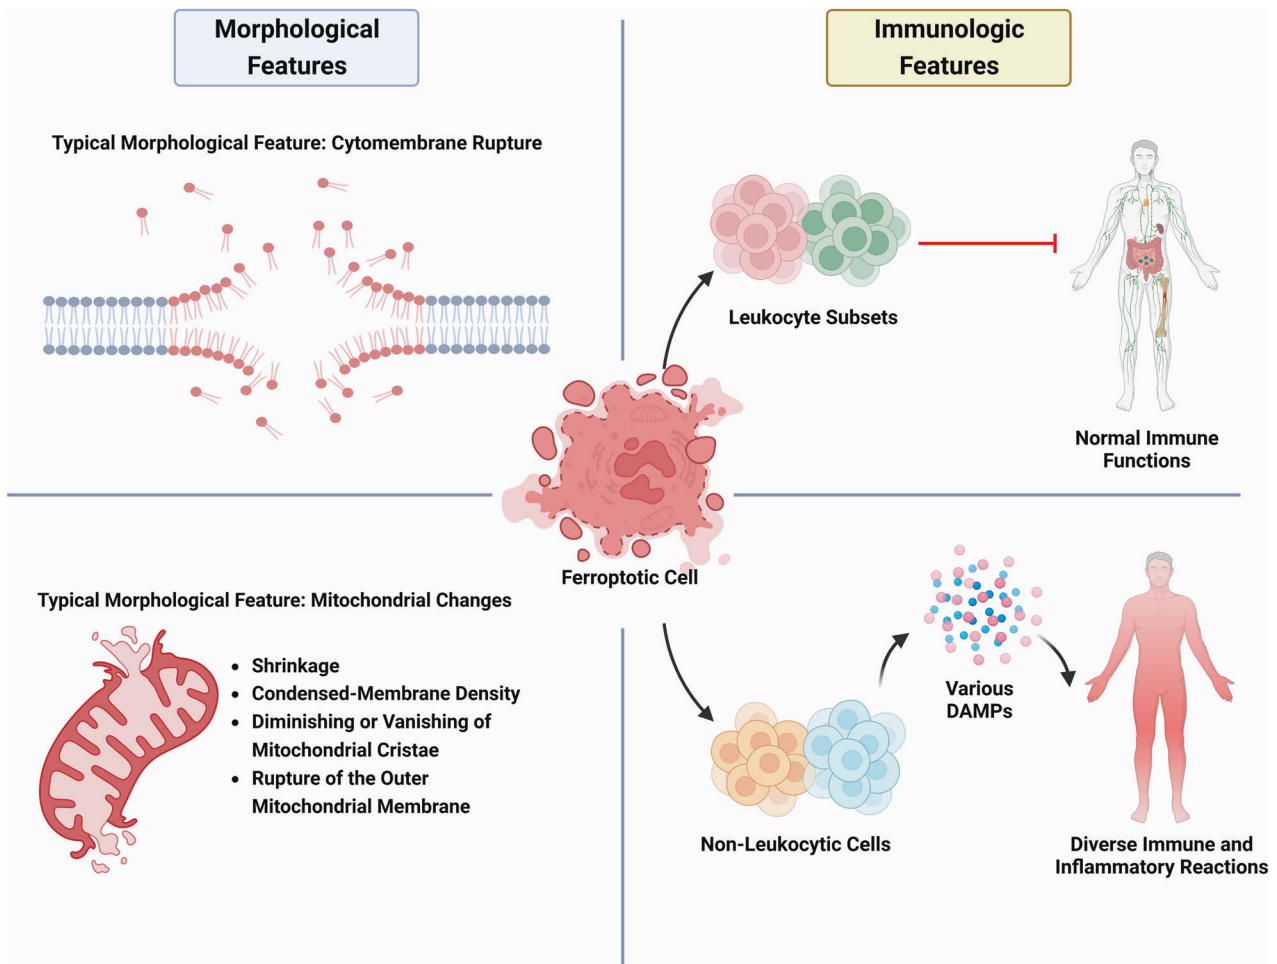 Morphological
Features
Immunologic
Features
Typical Morphological Feature: Cytomembrane Rupture
Leukocyte Subsets
Normal Immune
Functions
Ferroptotic Cell
Typical Morphological Feature: Mitochondrial Changes
• Shrinkage
• Condensed-Membrane Density
• Diminishing or Vanishing of
Mitochondrial Cristae
• Rupture of the Outer
Mitochondrial Membrane
Various
DAMPs
Non-Leukocytic Cells
Diverse Immune and
Inflammatory Reactions